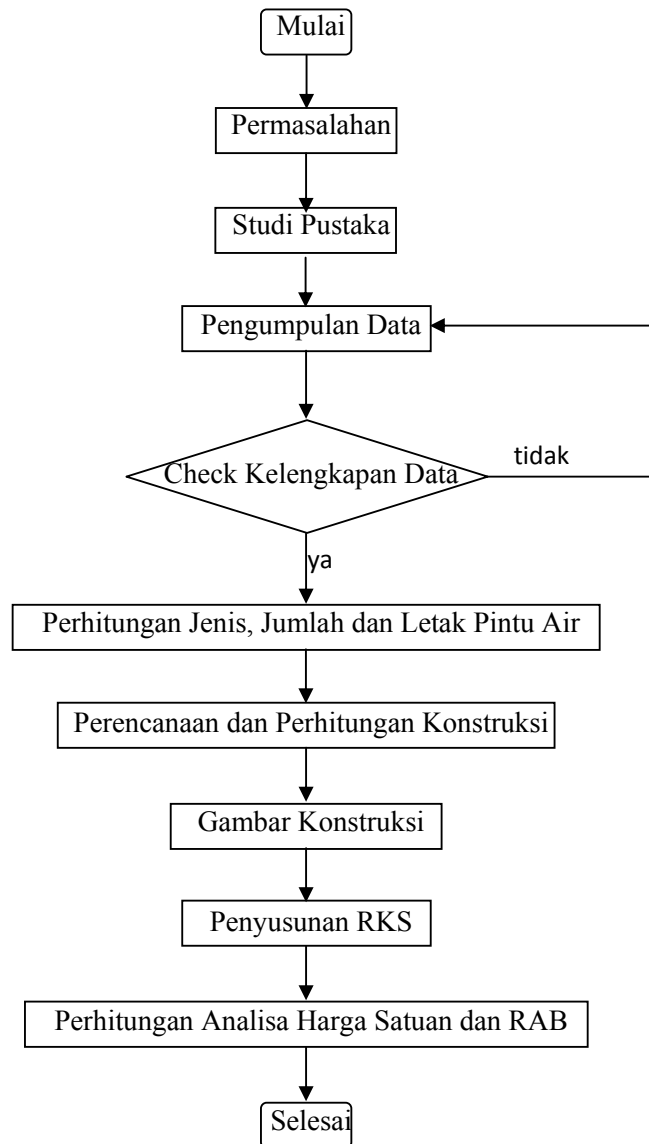 Mulai
Permasalahan
Studi Pustaka
Pengumpulan Data
Check Kelengkapan Data
tidak
ya
Perhitungan Jenis, Jumlah dan Letak Pintu Air
Perencanaan dan Perhitungan Konstruksi
Gambar Konstruksi
Penyusunan RKS
Perhitungan Analisa Harga Satuan dan RAB
Selesai